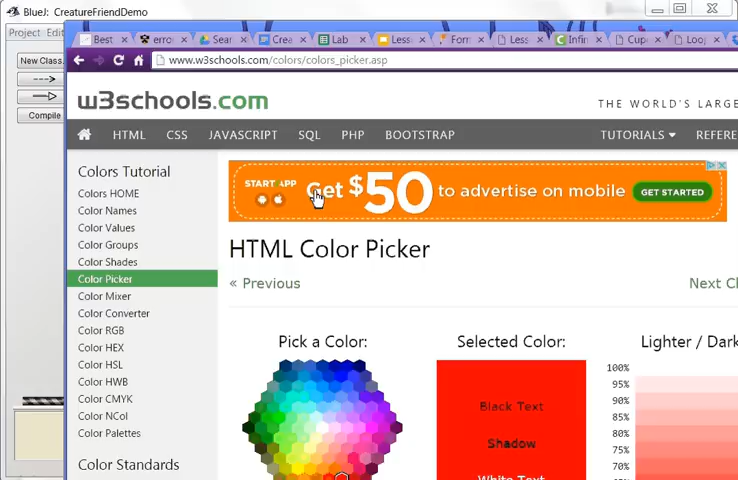 BlueJ: CreatureFriendDemo
Project Edi
New Class.
Compile
Best
erro
Sear
Crea
Lab
Less
Form
Less
Infin
Cup
Loop
www.w3schools.com/colors/colors_picker.asp
w3schools.com
THE WORLD'S LARGE
HTML CSS JAVASCRIPT SQL PHP BOOTSTRAP TUTORIALS REFERE
Colors Tutorial
Colors HOME
Color Names
Color Values
Color Groups
Color Shades
Color Picker
Color Mixer
Color Converter
Color RGB
Color HEX
Color HSL
Color HWB
Color CMYK
Color NCol
Color Palettes
Color Standards
START APP
Get $50 to advertise on mobile
GET STARTED
HTML Color Picker
« Previous
Next Cl
Pick a Color:
Selected Color:
Black Text
Shadow
White Text
Lighter / Dark
100%
95%
90%
85%
80%
75%
70%
65%